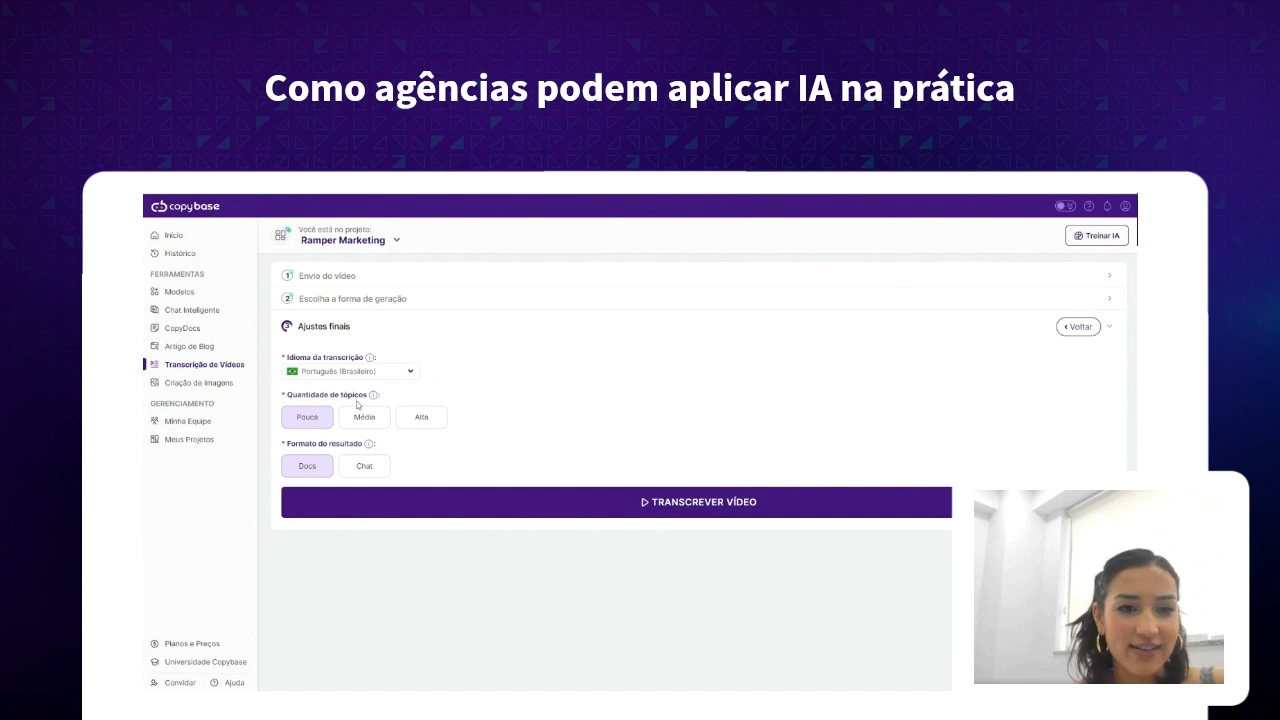 Como agências podem aplicar IA na prática
copybase
Início
Histórico
FERRAMENTAS
Modelos
Chat Inteligente
CopyDocs
Artigo de Blog
Transcrição de Vídeos
Criação de Imagens
GERENCIAMENTO
Minha Equipe
Meus Projetos
Planos e Preços
Universidade Copybase
Convidar
Ajuda
Você está no projeto:
Ramper Marketing
Treinar IA
1 Envio do vídeo
2 Escolha a forma de geração
3 Ajustes finais
Voltar
* Idioma da transcrição:
Português (Brasileiro)
* Quantidade de tópicos:
Pouca Média Alta
* Formato do resultado:
Docs Chat
TRANSCREVER VÍDEO